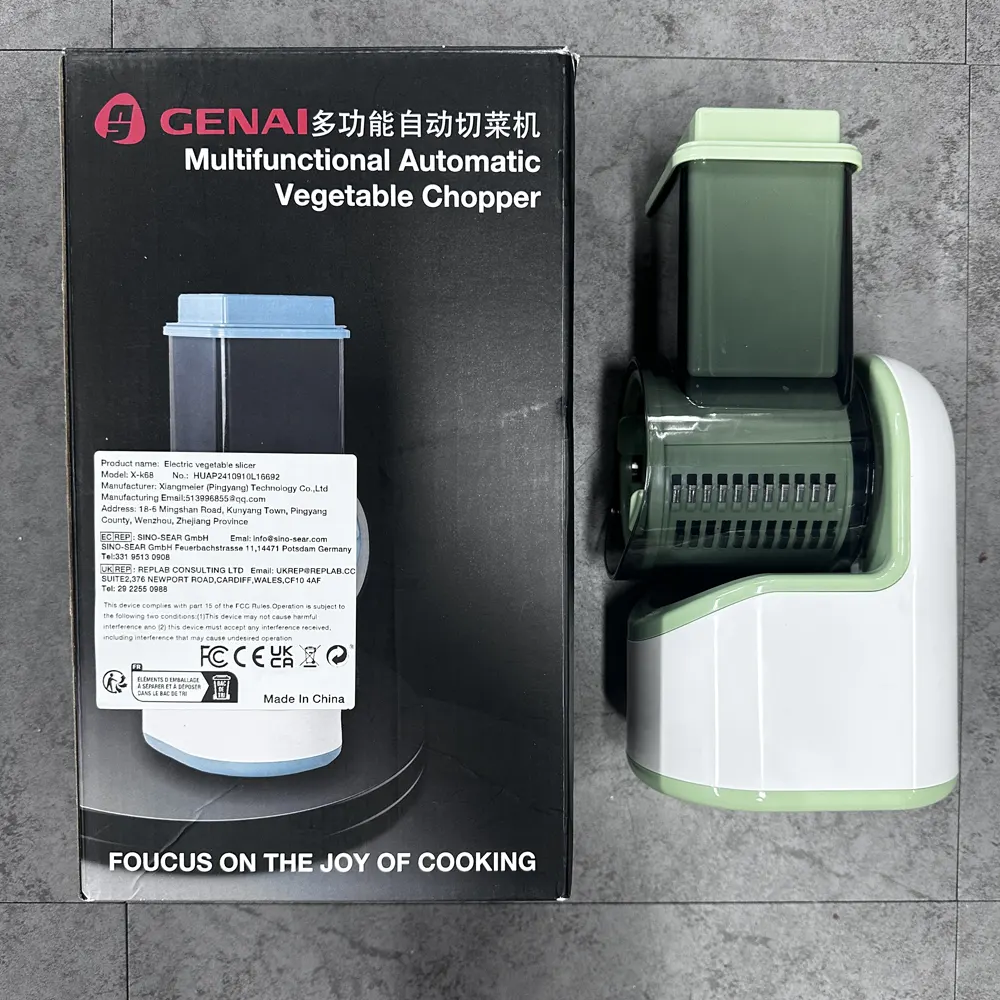 GENAI多功能自动切菜机
Multifunctional Automatic
Vegetable Chopper
Product name: Electric vegetable slicer
Model: X-k68 No.: HUAP2410910L16692
Manufacturer: Xiangmeier (Pingyang) Technology Co.,Ltd
Manufacturing Email:513996855@qq.com
Address: 18-6 Mingshan Road, Kunyang Town, Pingyang
County, Wenzhou, Zhejiang Province
EC REP: SINO-SEAR GmbH Emal: Info@sino-sear.com
SINO-SEAR GmbH Feuerbachstrasse 11,14471 Potsdam Germany
Tel:331 9513 0908
UK REP: REPLAB CONSULTING LTD Email: UKREP@REPLAB.CC
SUITE2,376 NEWPORT ROAD,CARDIFF,WALES,CF10 4AF
Tel: 29 2255 0988
This device complies with part 15 of the FCC Rules.Operation is subject to
the following two conditions:(1)This device may not cause harmful
interference ano (2) this device must accept any interference received,
including interference that may cause undesired operation
FC CE CE UK CA
FR
ÉLÉMENTS D'EMBALLAGE
À SÉPARER ET À DÉPOSER
DANS LE BAC DE TRI
BAC
DE
TRI
Made In China
FOUCUS ON THE JOY OF COOKING